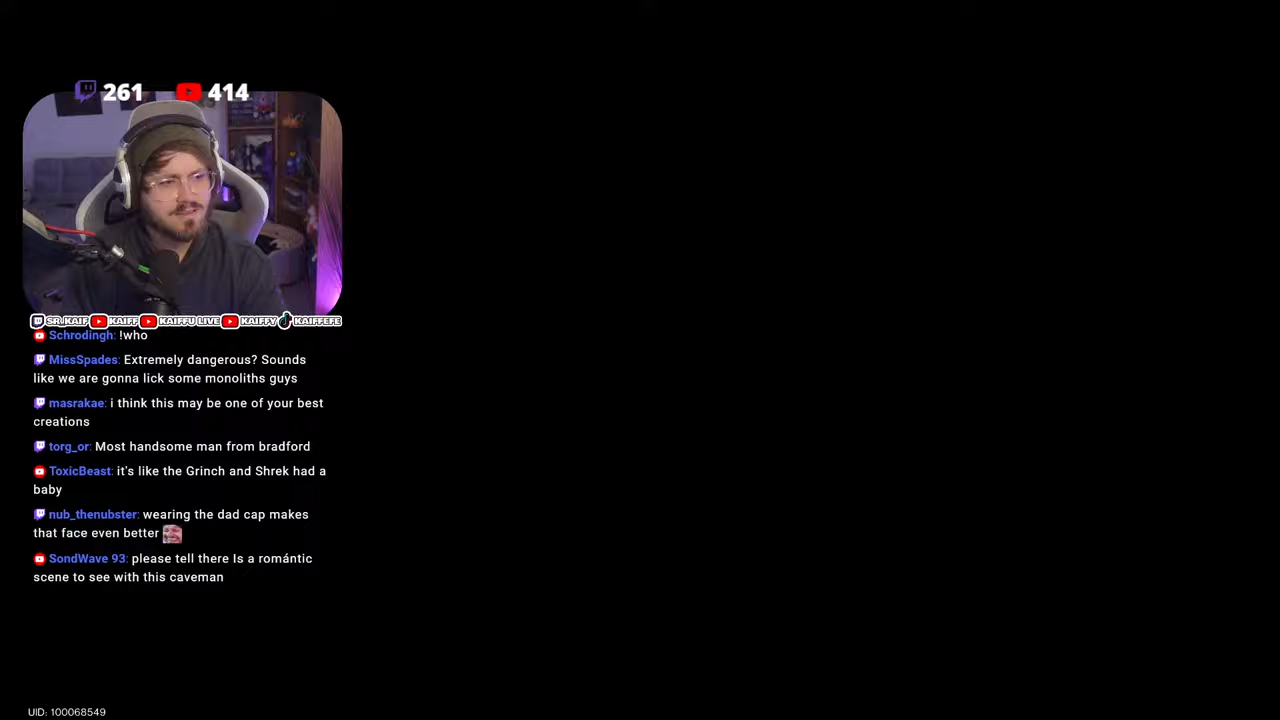 261 414
SR_KAIF KAIFF KAIFFU LIVE KAIFFY KAIFFEFE
Schrodingh: !who
MissSpades: Extremely dangerous? Sounds
like we are gonna lick some monoliths guys
masrakae: i think this may be one of your best
creations
torg_or: Most handsome man from bradford
ToxicBeast: it's like the Grinch and Shrek had a
baby
nub_thenubster: wearing the dad cap makes
that face even better
SondWave 93: please tell there Is a romántic
scene to see with this caveman
UID: 100068549